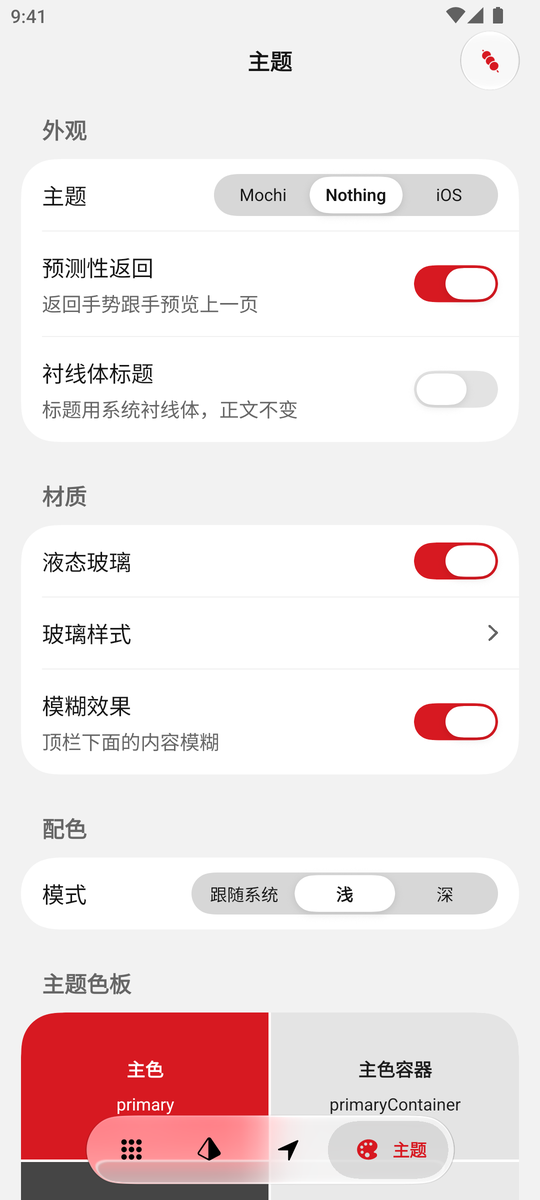 9:41
主题
外观
主题
Mochi
Nothing
iOS
预测性返回
返回手势跟手预览上一页
衬线体标题
标题用系统衬线体，正文不变
材质
液态玻璃
玻璃样式
模糊效果
顶栏下面的内容模糊
配色
模式
跟随系统
浅
深
主题色板
主色
primary
主色容器
primaryContainer
主题